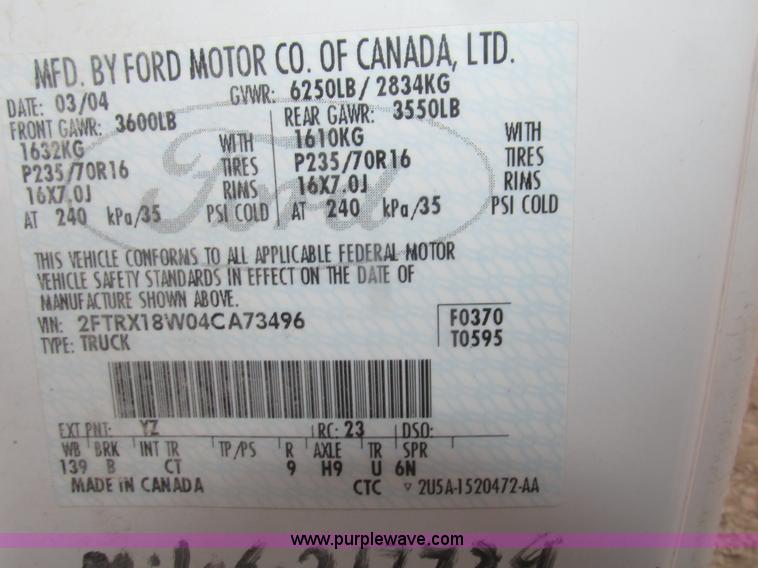 MFD. BY FORD MOTOR CO. OF CANADA, LTD.
DATE: 03/04 GVWR: 6250LB/ 2834KG
FRONT GAWR: 3600LB REAR GAWR: 3550LB
1632KG WITH 1610KG WITH
P235/70R16 TIRES P235/70R16 TIRES
16X7.0J RIMS 16X7.0J RIMS
AT 240 kPa/35 PSI COLD AT 240 kPa/35 PSI COLD
Ford
THIS VEHICLE CONFORMS TO ALL APPLICABLE FEDERAL MOTOR
VEHICLE SAFETY STANDARDS IN EFFECT ON THE DATE OF
MANUFACTURE SHOWN ABOVE.
VIN: 2FTRX18W04CA73496 F0370
TYPE: TRUCK T0595
EXT PNT: YZ RC: 23 DSO:
WB BRK INT TR TP/PS R AXLE TR SPR
139 B CT 9 H9 U 6N
MADE IN CANADA CTC ▽ 2U5A-1520472-AA
www.purplewave.com